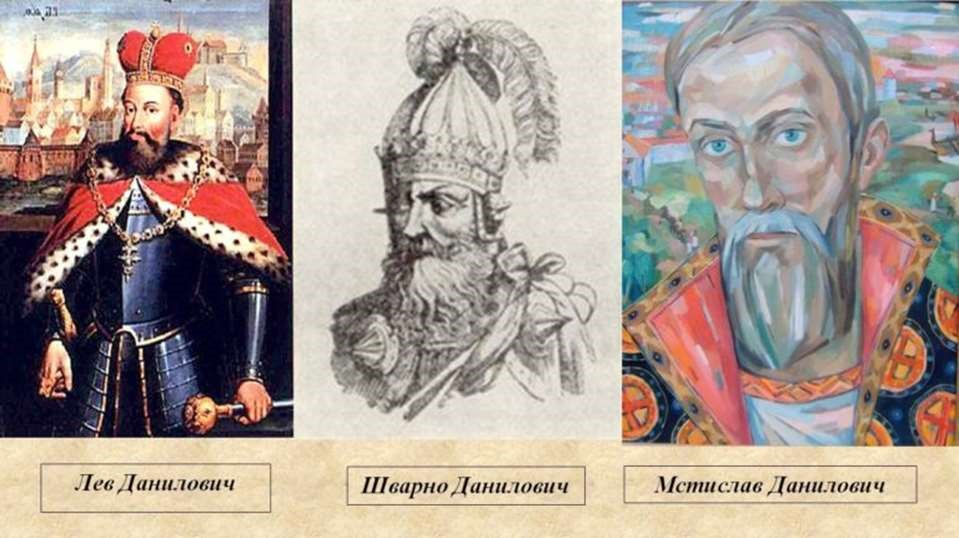 Лев Данилович
Шварно Данилович
Мстислав Данилович